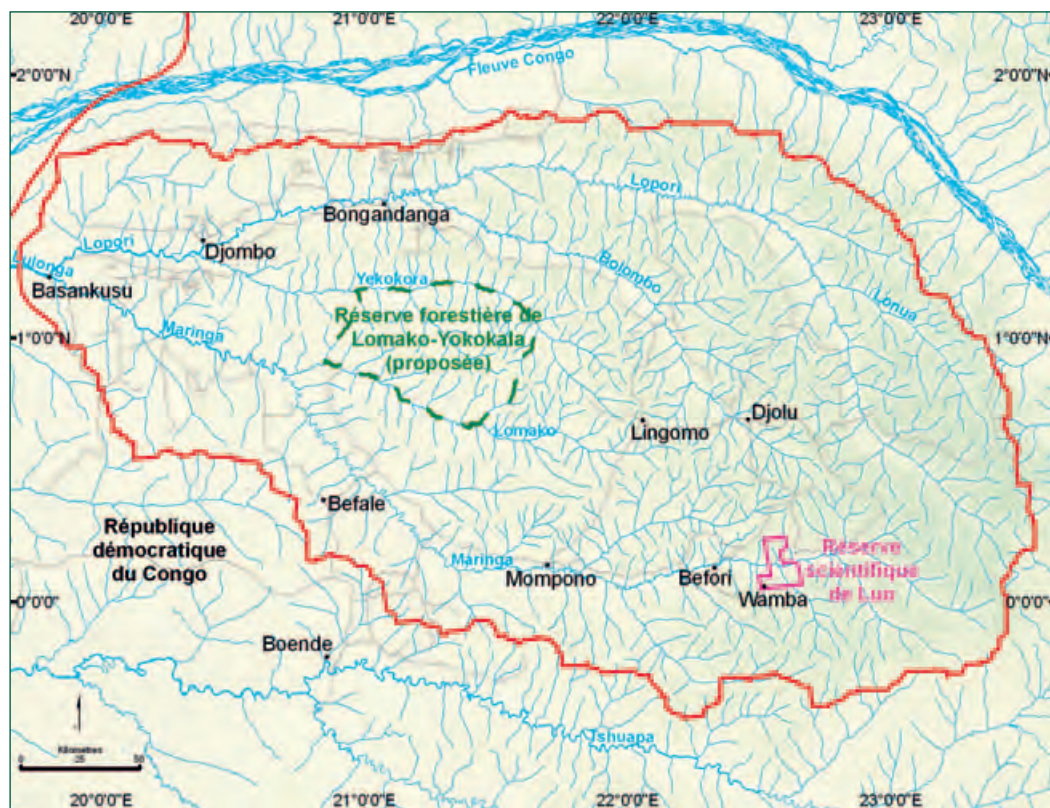 20°0'0"E 21°0'0"E 22°0'0"E 23°0'0"E
2°0'0"N 2°0'0"N
Fleuve Congo
Lopori
Bongandanga
Lopori
Djombo
Bolombo
Lulonga
Yekokora
Basankusu
Lonua
Maringa
Réserve forestière de
Lomako-Yokokala
(proposée)
1°0'0"N 1°0'0"N
Djolu
Lingomo
Lomako
Befale
République
démocratique
du Congo
Maringa
Mompono
Befori
Réserve
scientifique
de Luo
Wamba
0°0'0" 0°0'0"
Boende
Tshuapa
Kilometres
0 25 50
20°0'0"E 21°0'0"E 22°0'0"E 23°0'0"E